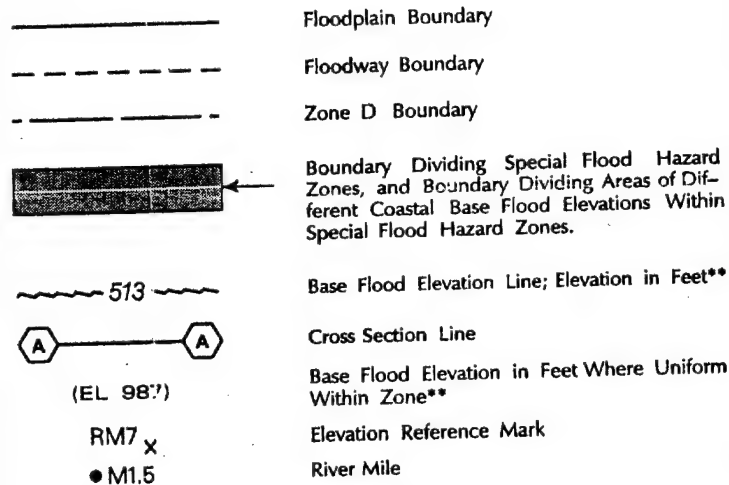 Floodplain Boundary
Floodway Boundary
Zone D Boundary
Boundary Dividing Special Flood Hazard
Zones, and Boundary Dividing Areas of Dif-
ferent Coastal Base Flood Elevations Within
Special Flood Hazard Zones.
513 Base Flood Elevation Line; Elevation in Feet**
A A Cross Section Line
(EL 987) Base Flood Elevation in Feet Where Uniform
Within Zone**
RM7 X Elevation Reference Mark
● M1.5 River Mile